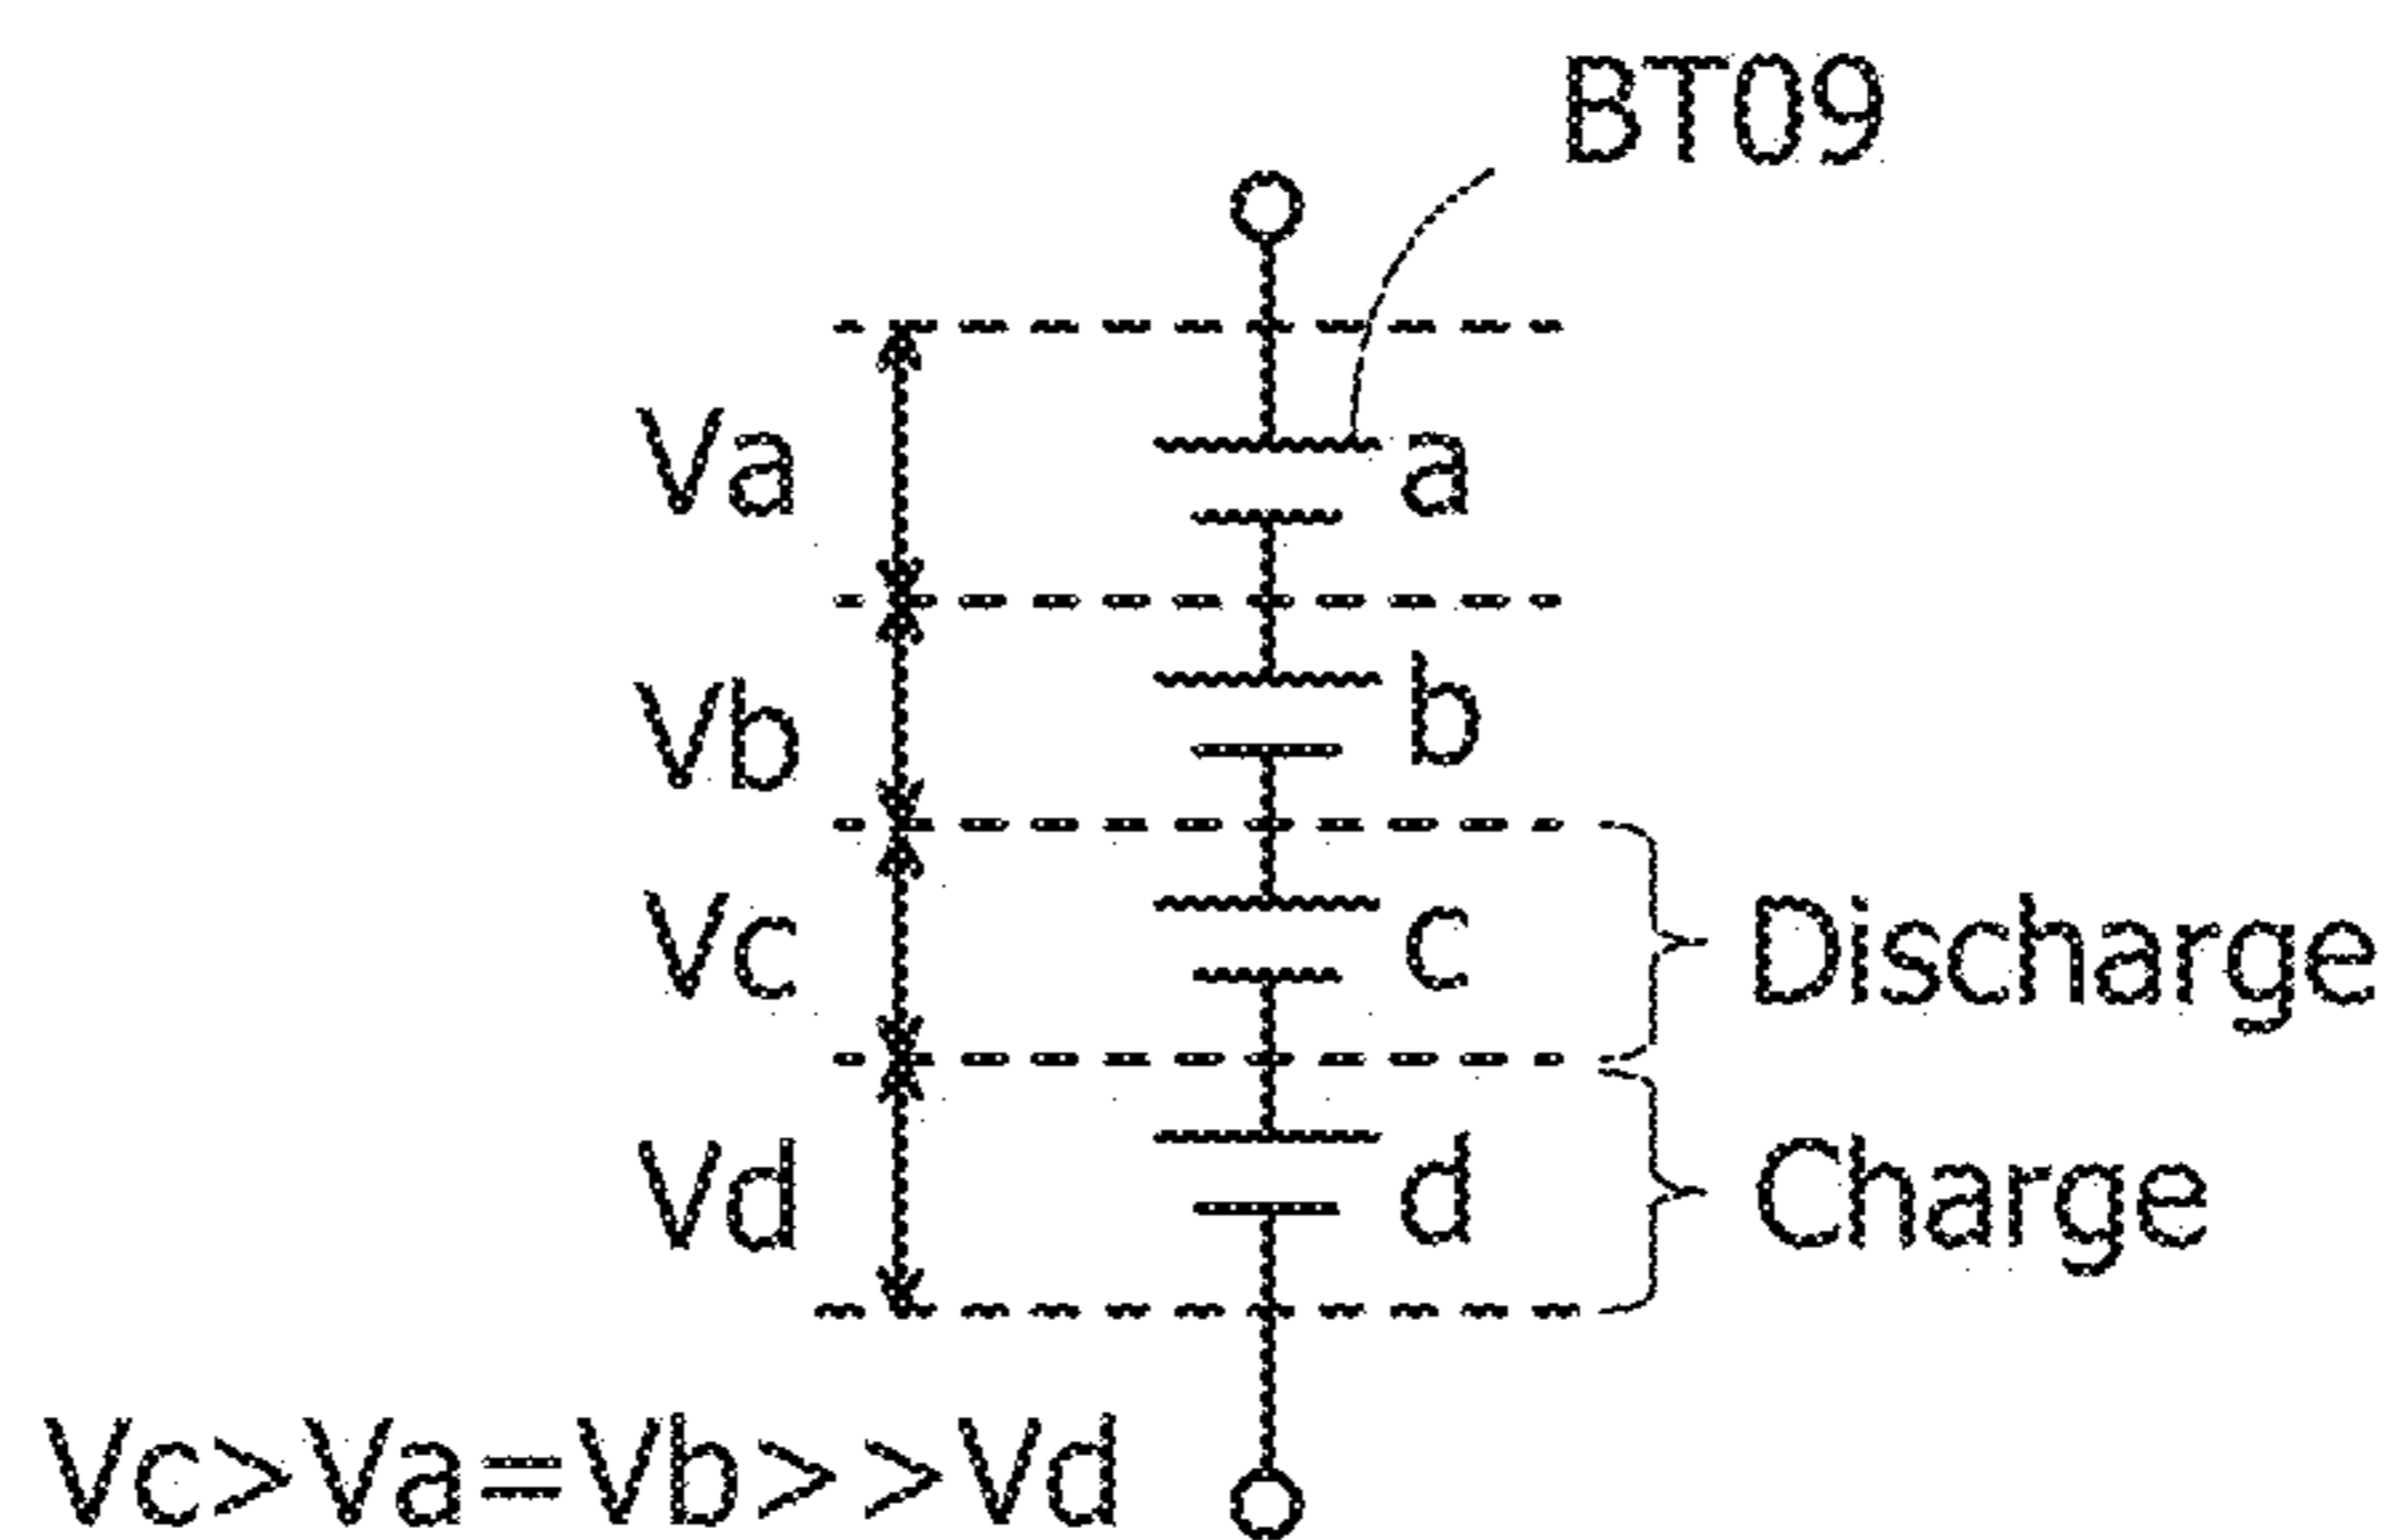 BT09
Va
a
Vb
b
Vc
c
Discharge
Vd
d
Charge
Vc>Va=Vb>>Vd